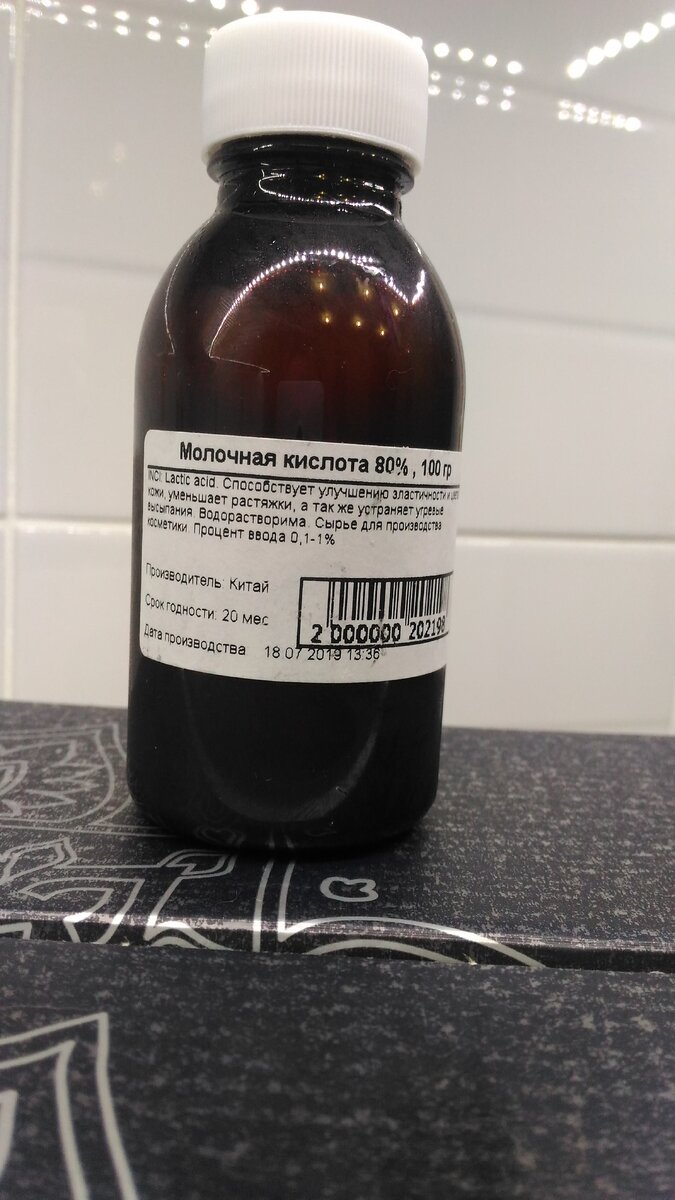 Молочная кислота 80% , 100 гр
INCI: Lactic acid. Способствует улучшению эластичности и
кожи, уменьшает растяжки, а так же устраняет угревые
высыпания. Водорастворима. Сырье для производства
косметики. Процент ввода 0,1-1%
Производитель: Китай
Срок годности: 20 мес
2 000000 202198
Дата производства 18 07 2019 13:36